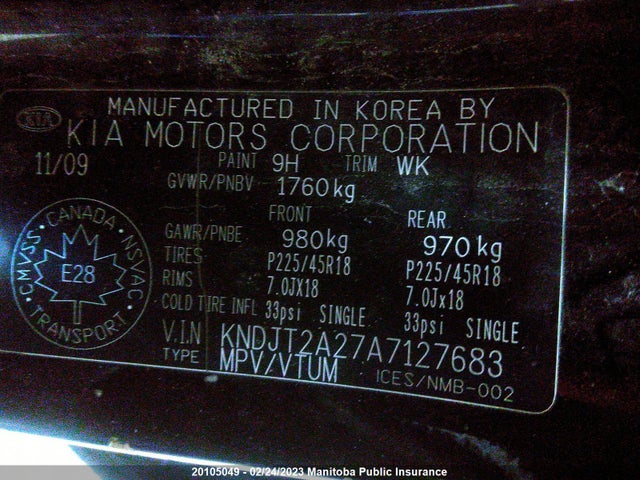 KIA
MANUFACTURED IN KOREA BY
KIA MOTORS CORPORATION
11/09 PAINT 9H TRIM WK
GVWR/PNBV 1760kg
FRONT REAR
GAWR/PNBE 980kg 970kg
TIRES P225/45R18 P225/45R18
RIMS 7.0JX18 7.0Jx18
COLD TIRE INFL 33psi SINGLE 33psi SINGLE
V.I.N KNDJT2A27A7127683
TYPE MPV/VTUM
ICES/NMB-002
CANADA
CMVSS E28 NSVAC
TRANSPORT
20105049 - 02/24/2023 Manitoba Public Insurance